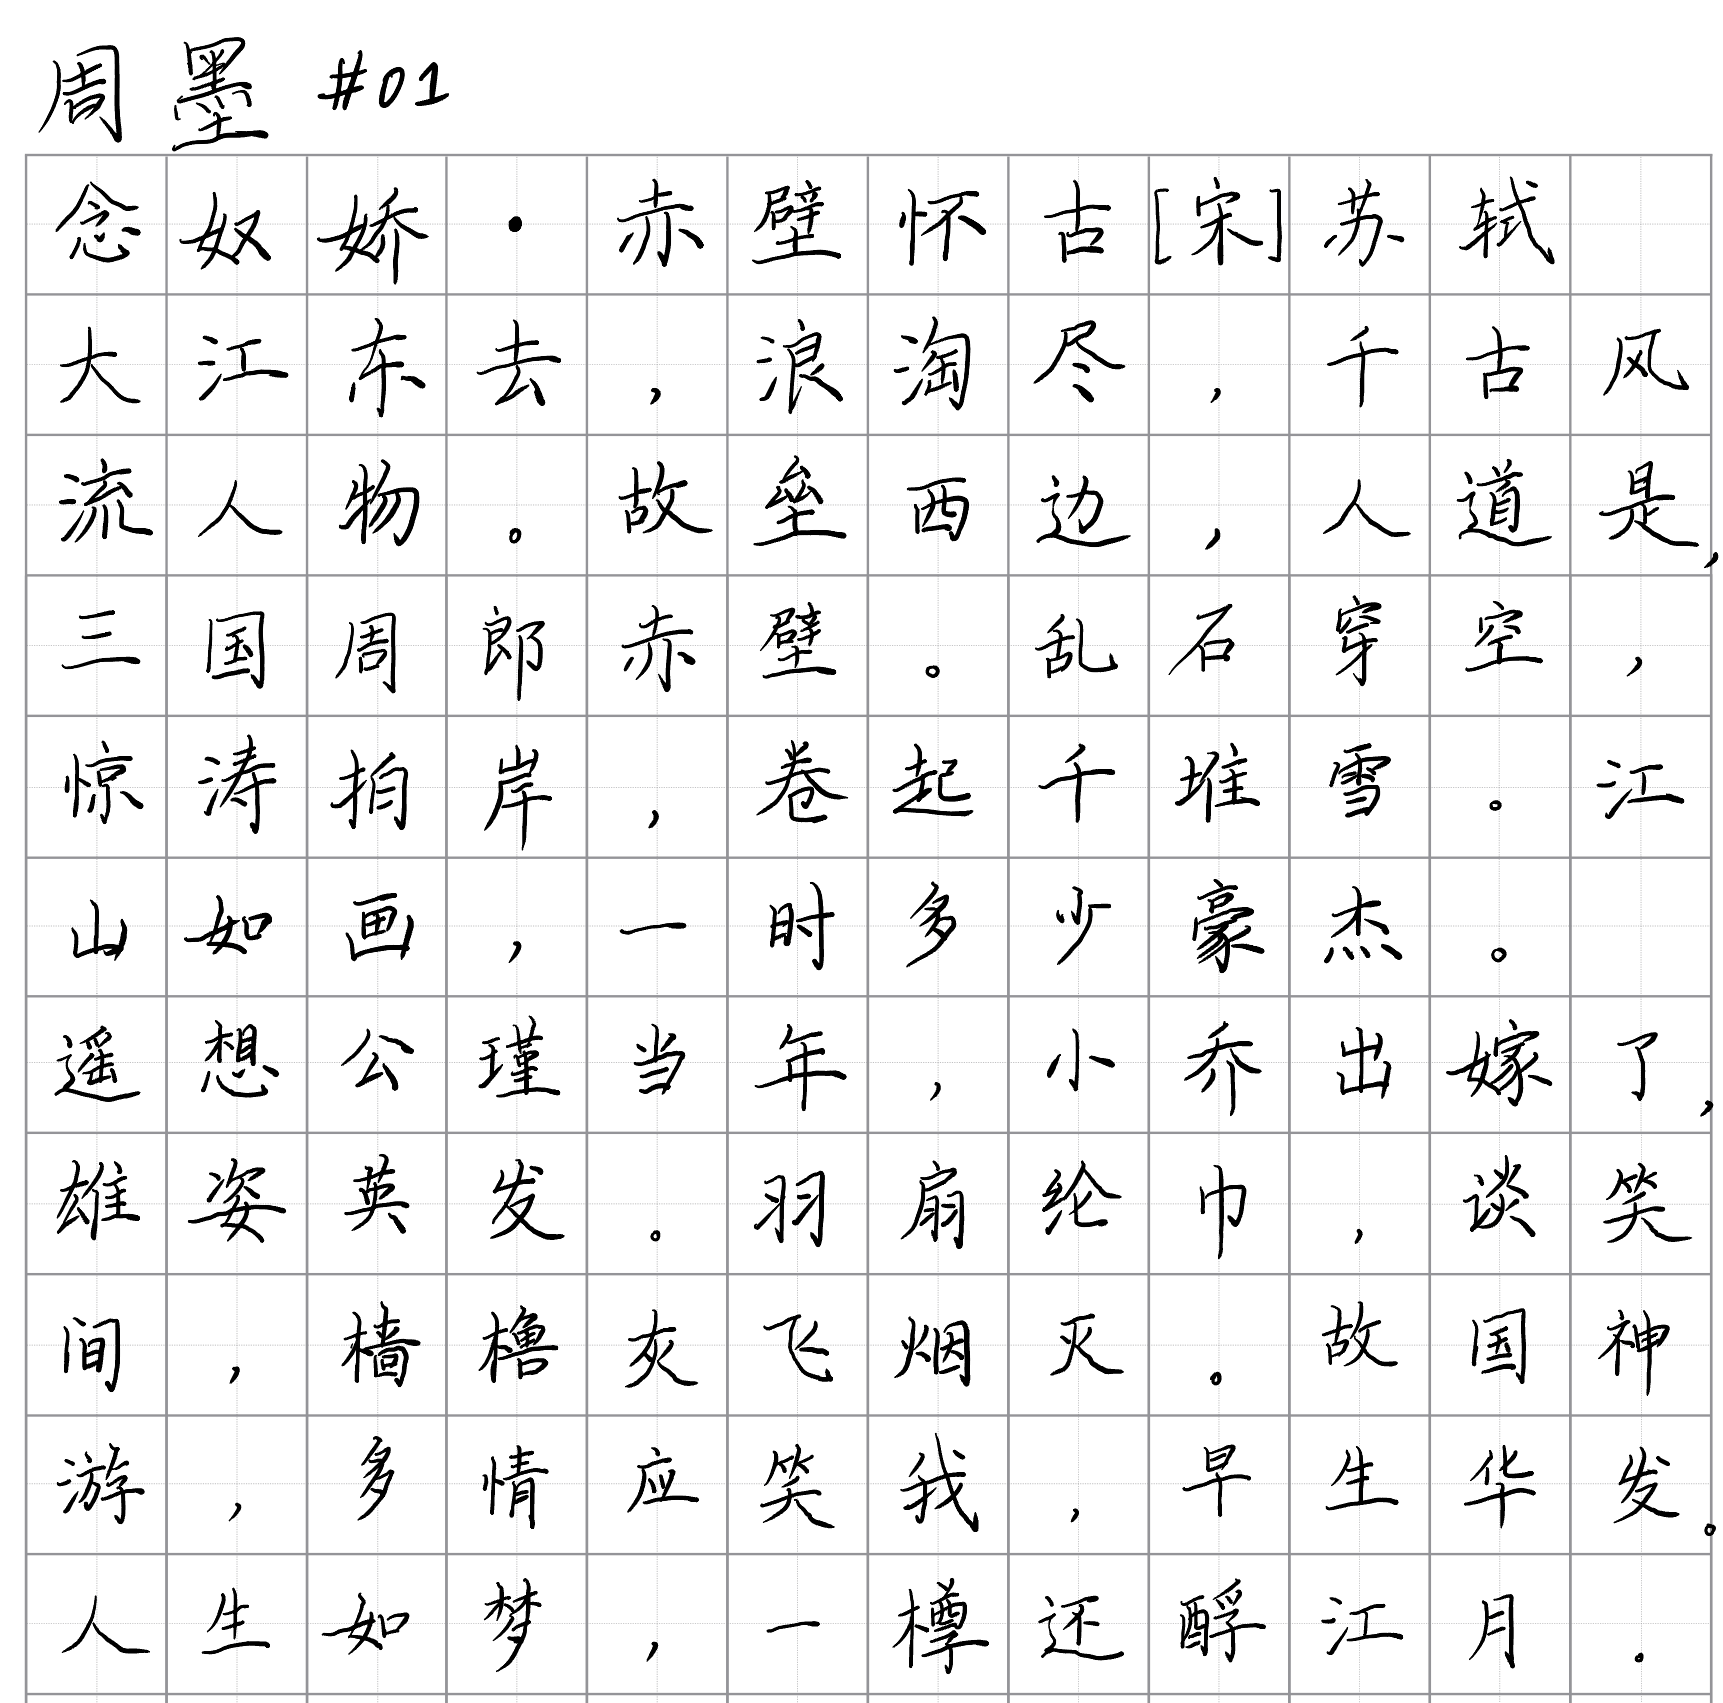 周墨 #01
念奴娇·赤壁怀古[宋]苏轼
大江东去,浪淘尽,千古风
流人物。故垒西边,人道是,
三国周郎赤壁。乱石穿空,
惊涛拍岸,卷起千堆雪。江
山如画,一时多少豪杰。
遥想公瑾当年,小乔出嫁了,
雄姿英发。羽扇纶巾,谈笑
间,樯橹灰飞烟灭。故国神
游,多情应笑我,早生华发。
人生如梦,一樽还酹江月。